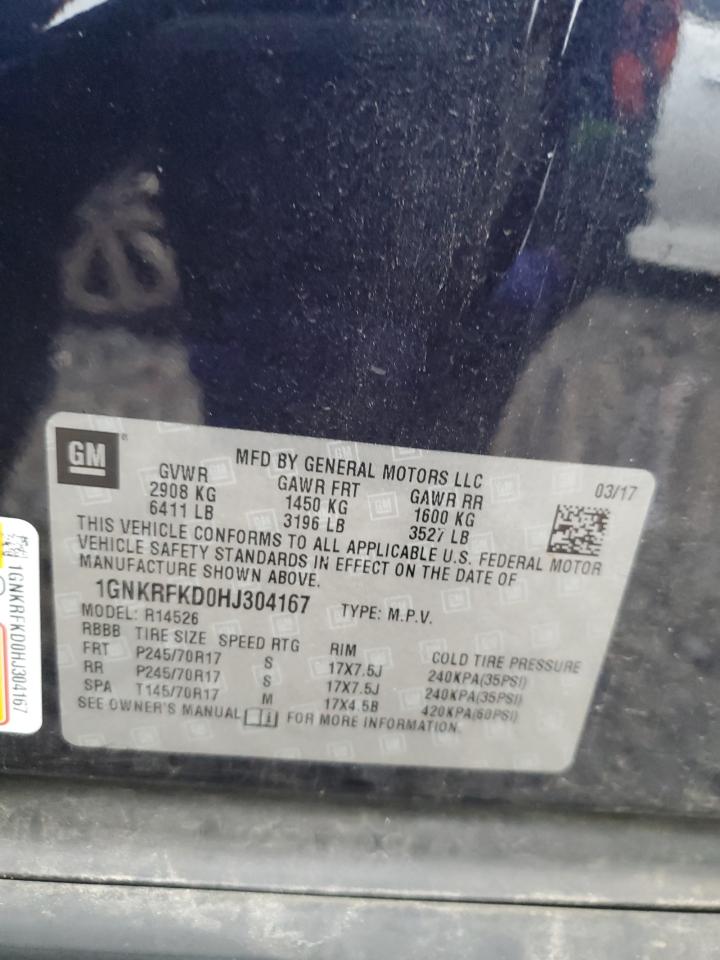 GM
MFD BY GENERAL MOTORS LLC
03/17
GVWR GAWR FRT GAWR RR
2908 KG 1450 KG 1600 KG
6411 LB 3196 LB 3527 LB
THIS VEHICLE CONFORMS TO ALL APPLICABLE U.S. FEDERAL MOTOR
VEHICLE SAFETY STANDARDS IN EFFECT ON THE DATE OF
MANUFACTURE SHOWN ABOVE.
1GNKRFKD0HJ304167 TYPE: M.P.V.
MODEL: R14526
RBBB TIRE SIZE SPEED RTG RIM COLD TIRE PRESSURE
FRT P245/70R17 S 17X7.5J 240KPA(35PSI)
RR P245/70R17 S 17X7.5J 240KPA(35PSI)
SPA T145/70R17 M 17X4.5B 420KPA(60PSI)
SEE OWNER'S MANUAL FOR MORE INFORMATION.
1GNKRFKD0HJ304167